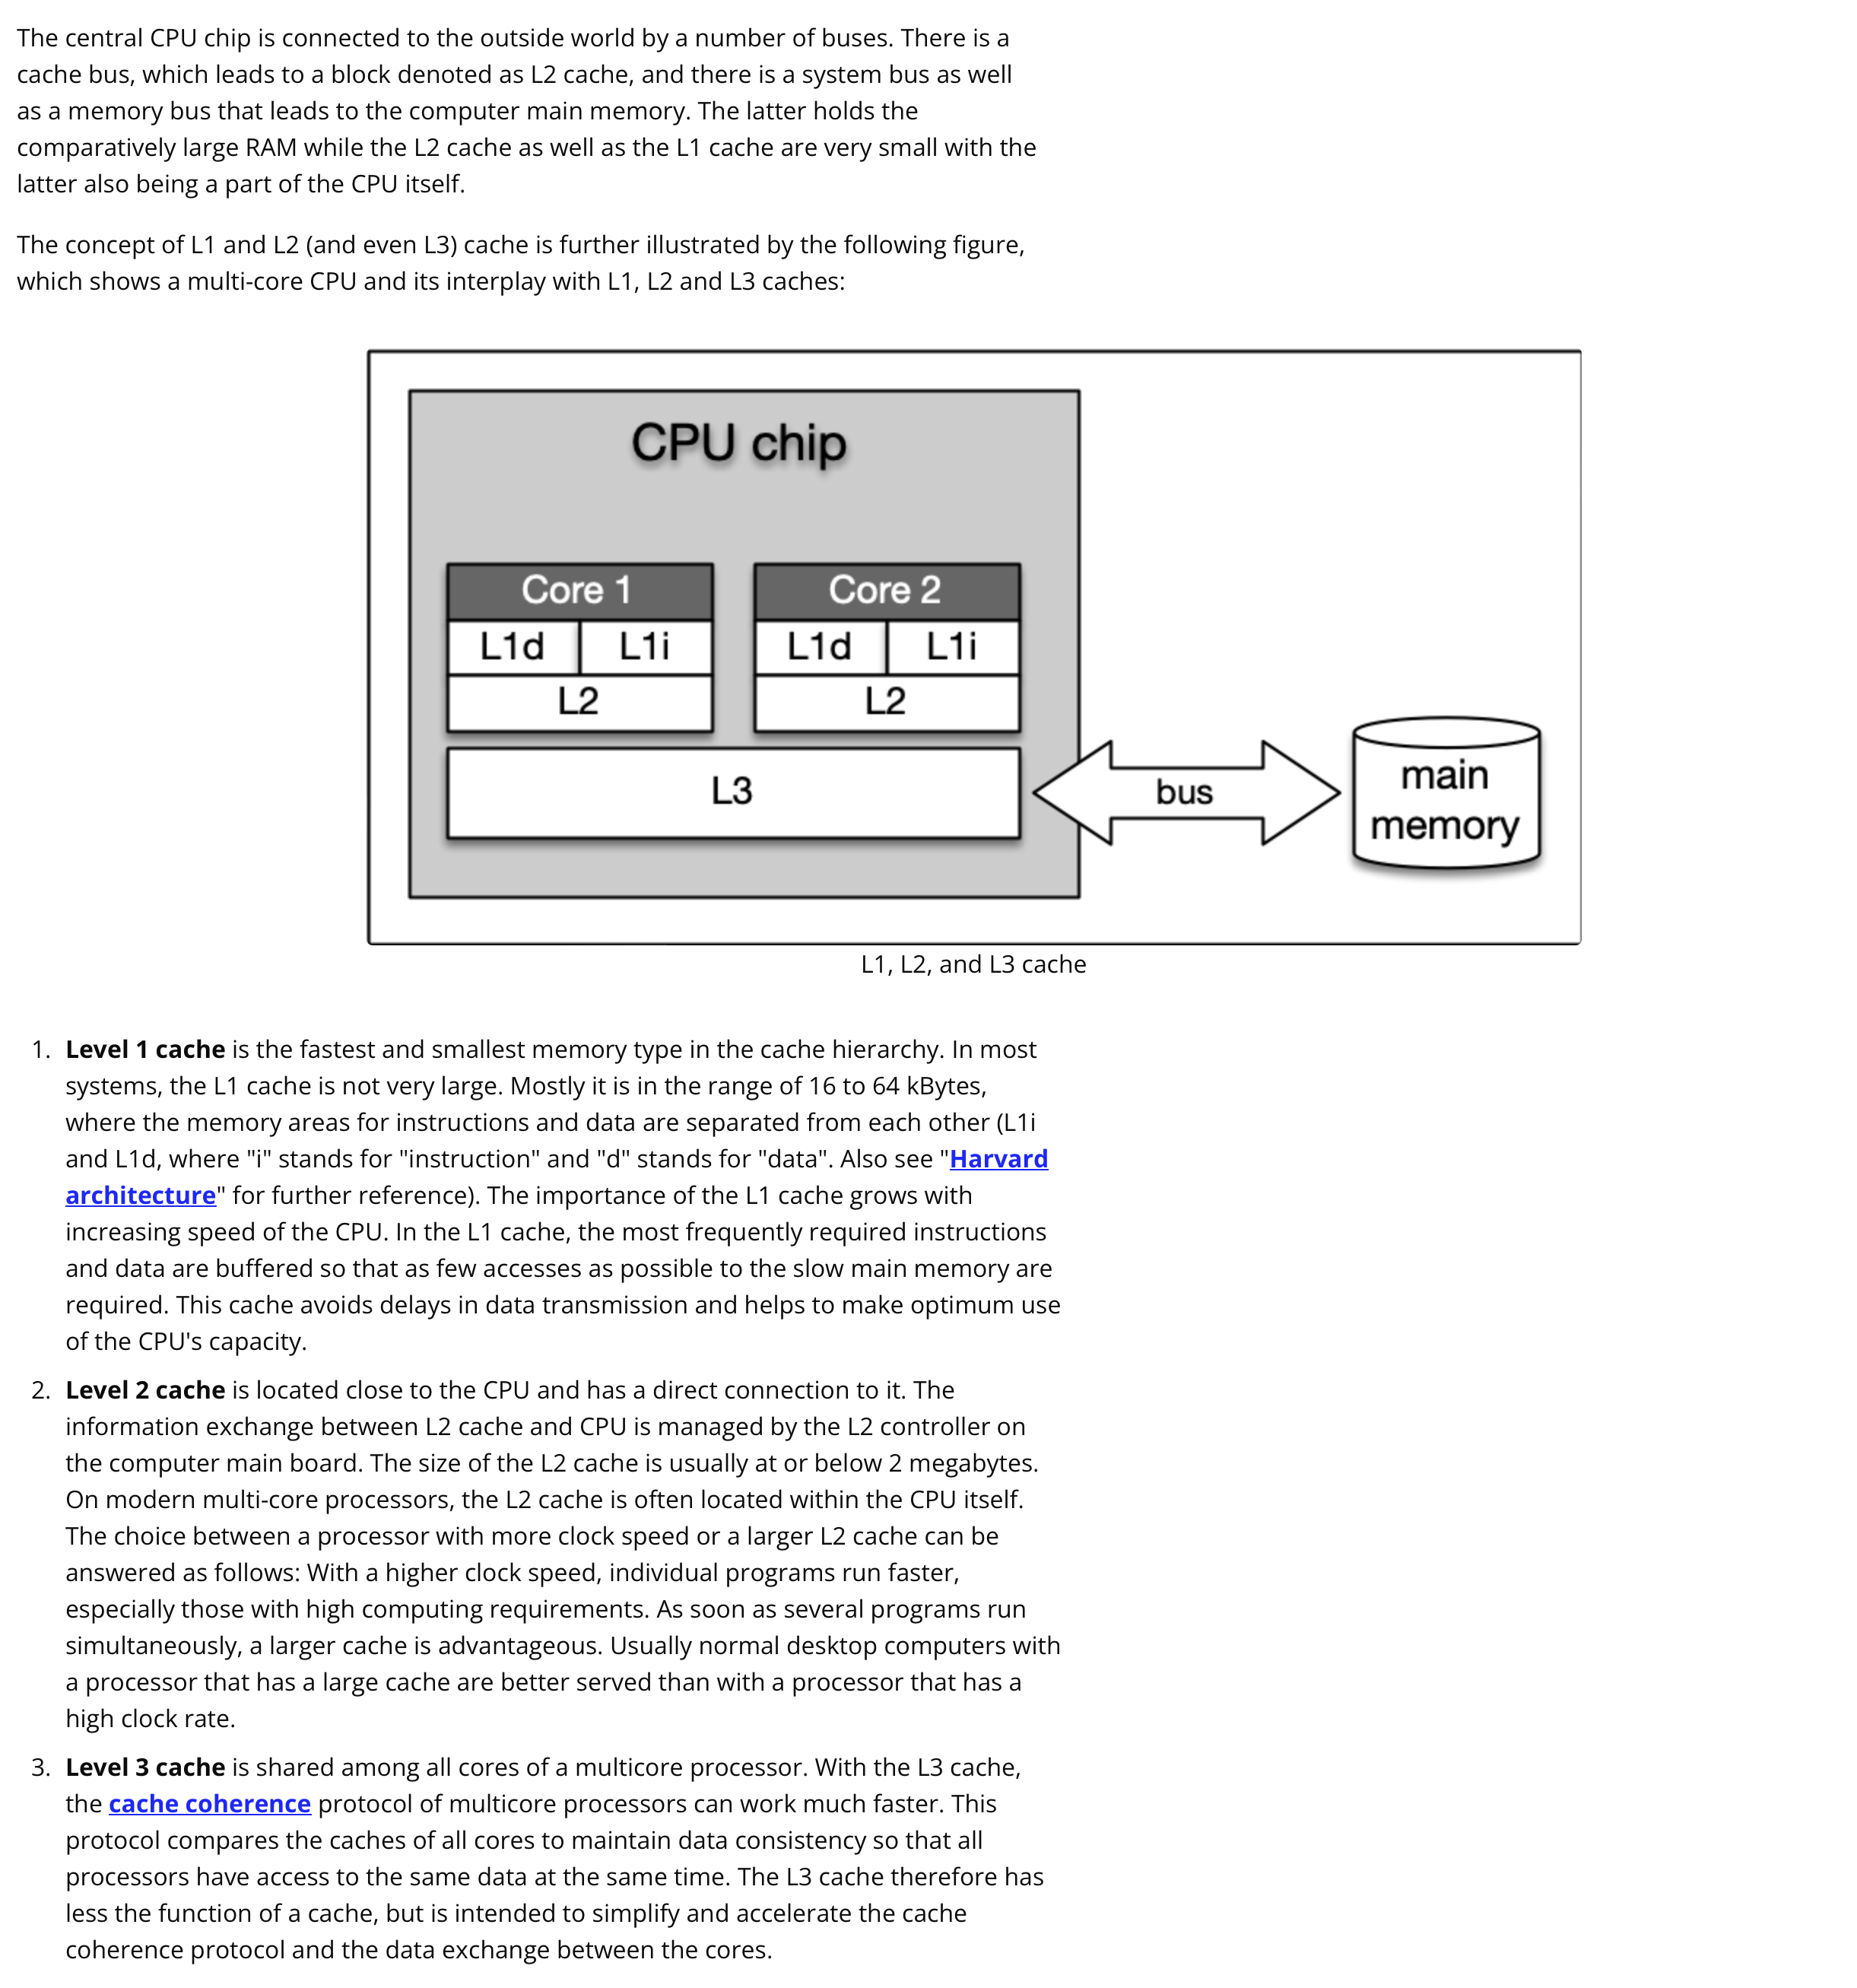 The central CPU chip is connected to the outside world by a number of buses. There is a
cache bus, which leads to a block denoted as L2 cache, and there is a system bus as well
as a memory bus that leads to the computer main memory. The latter holds the
comparatively large RAM while the L2 cache as well as the L1 cache are very small with the
latter also being a part of the CPU itself.
The concept of L1 and L2 (and even L3) cache is further illustrated by the following figure,
which shows a multi-core CPU and its interplay with L1, L2 and L3 caches:
CPU chip
Core 1
L1d L1i
L2
Core 2
L1d L1i
L2
L3
bus
main
memory
L1, L2, and L3 cache
1. Level 1 cache is the fastest and smallest memory type in the cache hierarchy. In most
systems, the L1 cache is not very large. Mostly it is in the range of 16 to 64 kBytes,
where the memory areas for instructions and data are separated from each other (L1i
and L1d, where "i" stands for "instruction" and "d" stands for "data". Also see "Harvard
architecture" for further reference). The importance of the L1 cache grows with
increasing speed of the CPU. In the L1 cache, the most frequently required instructions
and data are buffered so that as few accesses as possible to the slow main memory are
required. This cache avoids delays in data transmission and helps to make optimum use
of the CPU's capacity.
2. Level 2 cache is located close to the CPU and has a direct connection to it. The
information exchange between L2 cache and CPU is managed by the L2 controller on
the computer main board. The size of the L2 cache is usually at or below 2 megabytes.
On modern multi-core processors, the L2 cache is often located within the CPU itself.
The choice between a processor with more clock speed or a larger L2 cache can be
answered as follows: With a higher clock speed, individual programs run faster,
especially those with high computing requirements. As soon as several programs run
simultaneously, a larger cache is advantageous. Usually normal desktop computers with
a processor that has a large cache are better served than with a processor that has a
high clock rate.
3. Level 3 cache is shared among all cores of a multicore processor. With the L3 cache,
the cache coherence protocol of multicore processors can work much faster. This
protocol compares the caches of all cores to maintain data consistency so that all
processors have access to the same data at the same time. The L3 cache therefore has
less the function of a cache, but is intended to simplify and accelerate the cache
coherence protocol and the data exchange between the cores.